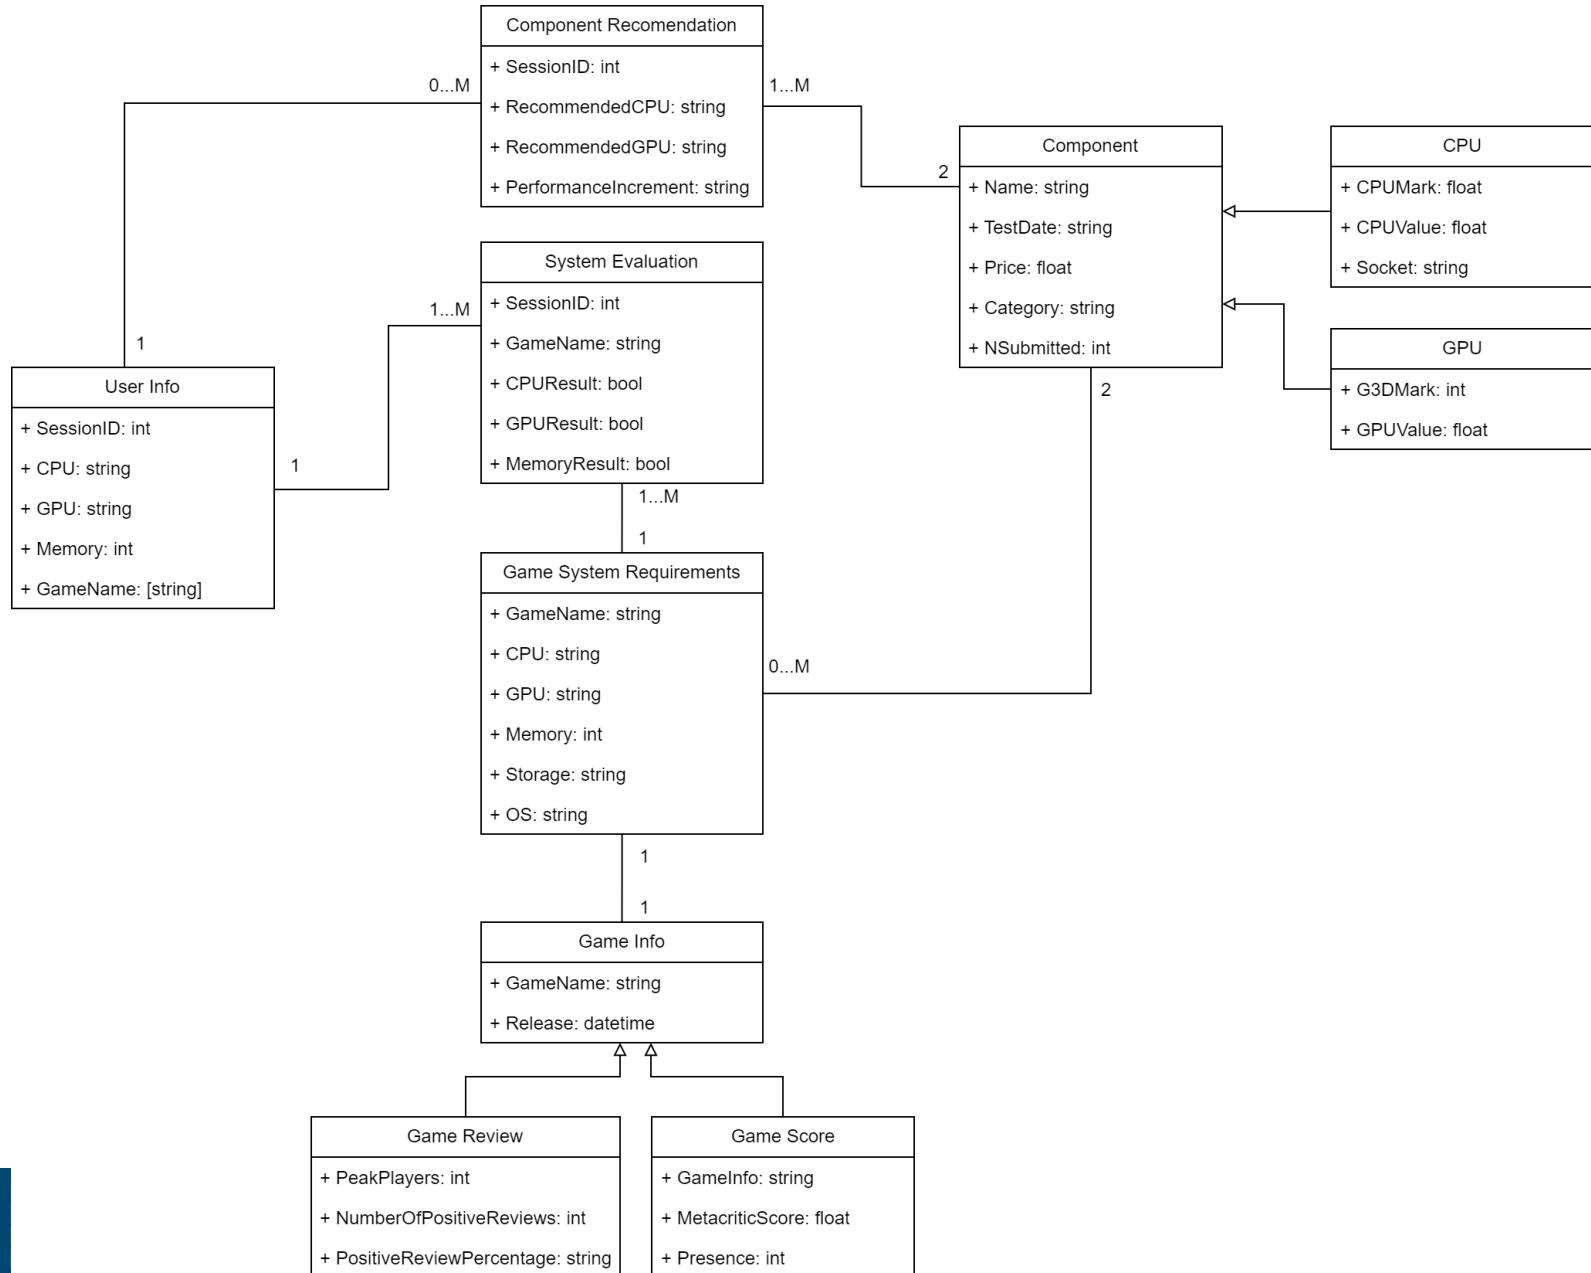 Component Recomendation
+ SessionID: int
+ RecommendedCPU: string
+ RecommendedGPU: string
+ PerformanceIncrement: string
0...M
1...M
Component
+ Name: string
+ TestDate: string
+ Price: float
+ Category: string
+ NSubmitted: int
2
2
CPU
+ CPUMark: float
+ CPUValue: float
+ Socket: string
GPU
+ G3DMark: int
+ GPUValue: float
System Evaluation
+ SessionID: int
+ GameName: string
+ CPUResult: bool
+ GPUResult: bool
+ MemoryResult: bool
1...M
1...M
1
User Info
+ SessionID: int
+ CPU: string
+ GPU: string
+ Memory: int
+ GameName: [string]
1
1
Game System Requirements
+ GameName: string
+ CPU: string
+ GPU: string
+ Memory: int
+ Storage: string
+ OS: string
0...M
1
1
Game Info
+ GameName: string
+ Release: datetime
Game Review
+ PeakPlayers: int
+ NumberOfPositiveReviews: int
+ PositiveReviewPercentage: string
Game Score
+ GameInfo: string
+ MetacriticScore: float
+ Presence: int